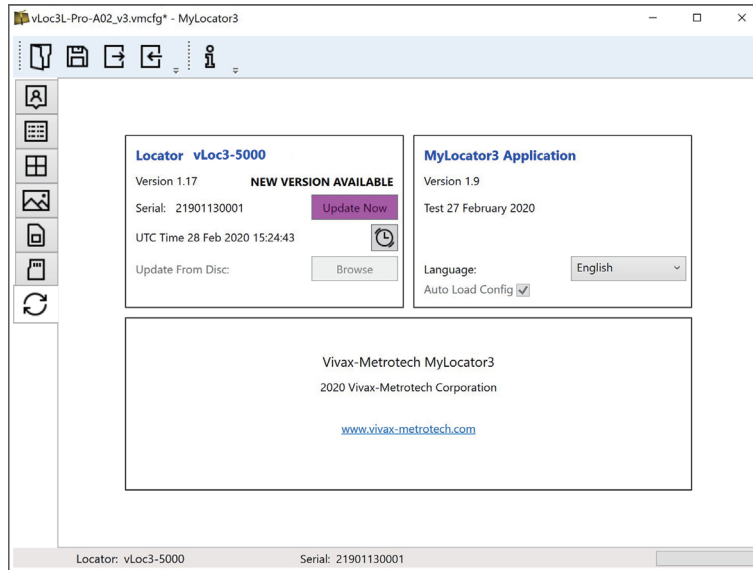 vLoc3L-Pro-A02_v3.vmcfg* - MyLocator3
Locator vLoc3-5000
Version 1.17 NEW VERSION AVAILABLE
Serial: 21901130001 Update Now
UTC Time 28 Feb 2020 15:24:43
Update From Disc: Browse
MyLocator3 Application
Version 1.9
Test 27 February 2020
Language: English
Auto Load Config
Vivax-Metrotech MyLocator3
2020 Vivax-Metrotech Corporation
www.vivax-metrotech.com
Locator: vLoc3-5000 Serial: 21901130001